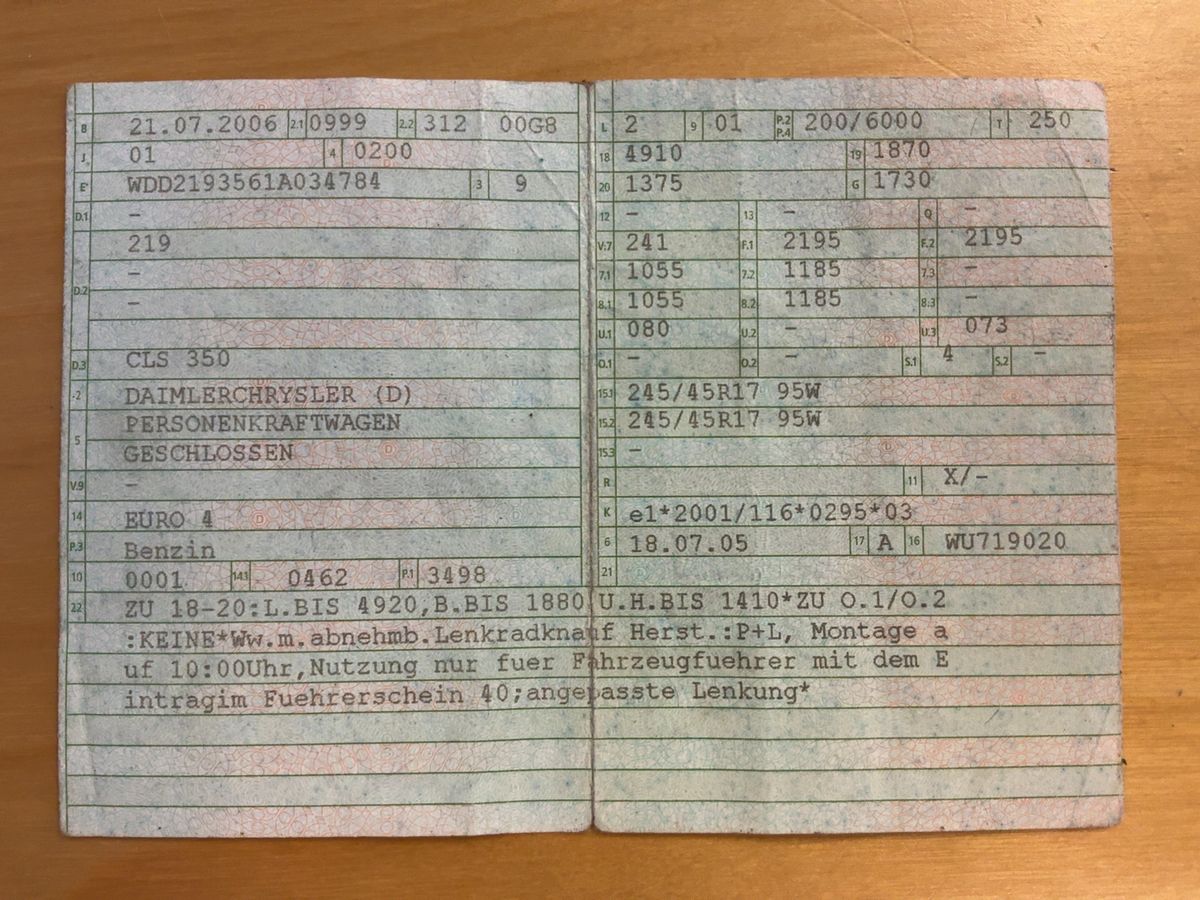 B 21.07.2006 2.1 0999 2.2 312 00G8
J 01 4 0200
E WDD2193561A034784 3 9
D.1 –
219
D.2 –
–
D.3 CLS 350
2 DAIMLERCHRYSLER (D)
5 PERSONENKRAFTWAGEN
GESCHLOSSEN
V.9 –
14 EURO 4
P.3 Benzin
10 0001 14.1 0462 P.1 3498
L 2 9 01 P.2 P.4 200/6000 T 250
18 4910 19 1870
20 1375 G 1730
12 – 13 – Q –
V.7 241 F.1 2195 F.2 2195
7.1 1055 7.2 1185 7.3 –
8.1 1055 8.2 1185 8.3 –
U.1 080 U.2 – U.3 073
O.1 – O.2 – S.1 4 S.2 –
15.1 245/45R17 95W
15.2 245/45R17 95W
15.3 –
R 11 X/–
K e1*2001/116*0295*03
6 18.07.05 17 A 16 WU719020
21
22 ZU 18-20:L.BIS 4920,B.BIS 1880 U.H.BIS 1410*ZU O.1/O.2
:KEINE*Ww.m.abnehmb.Lenkradknauf Herst.:P+L, Montage a
uf 10:00Uhr,Nutzung nur fuer Fahrzeugfuehrer mit dem E
intragim Fuehrerschein 40;angepasste Lenkung*